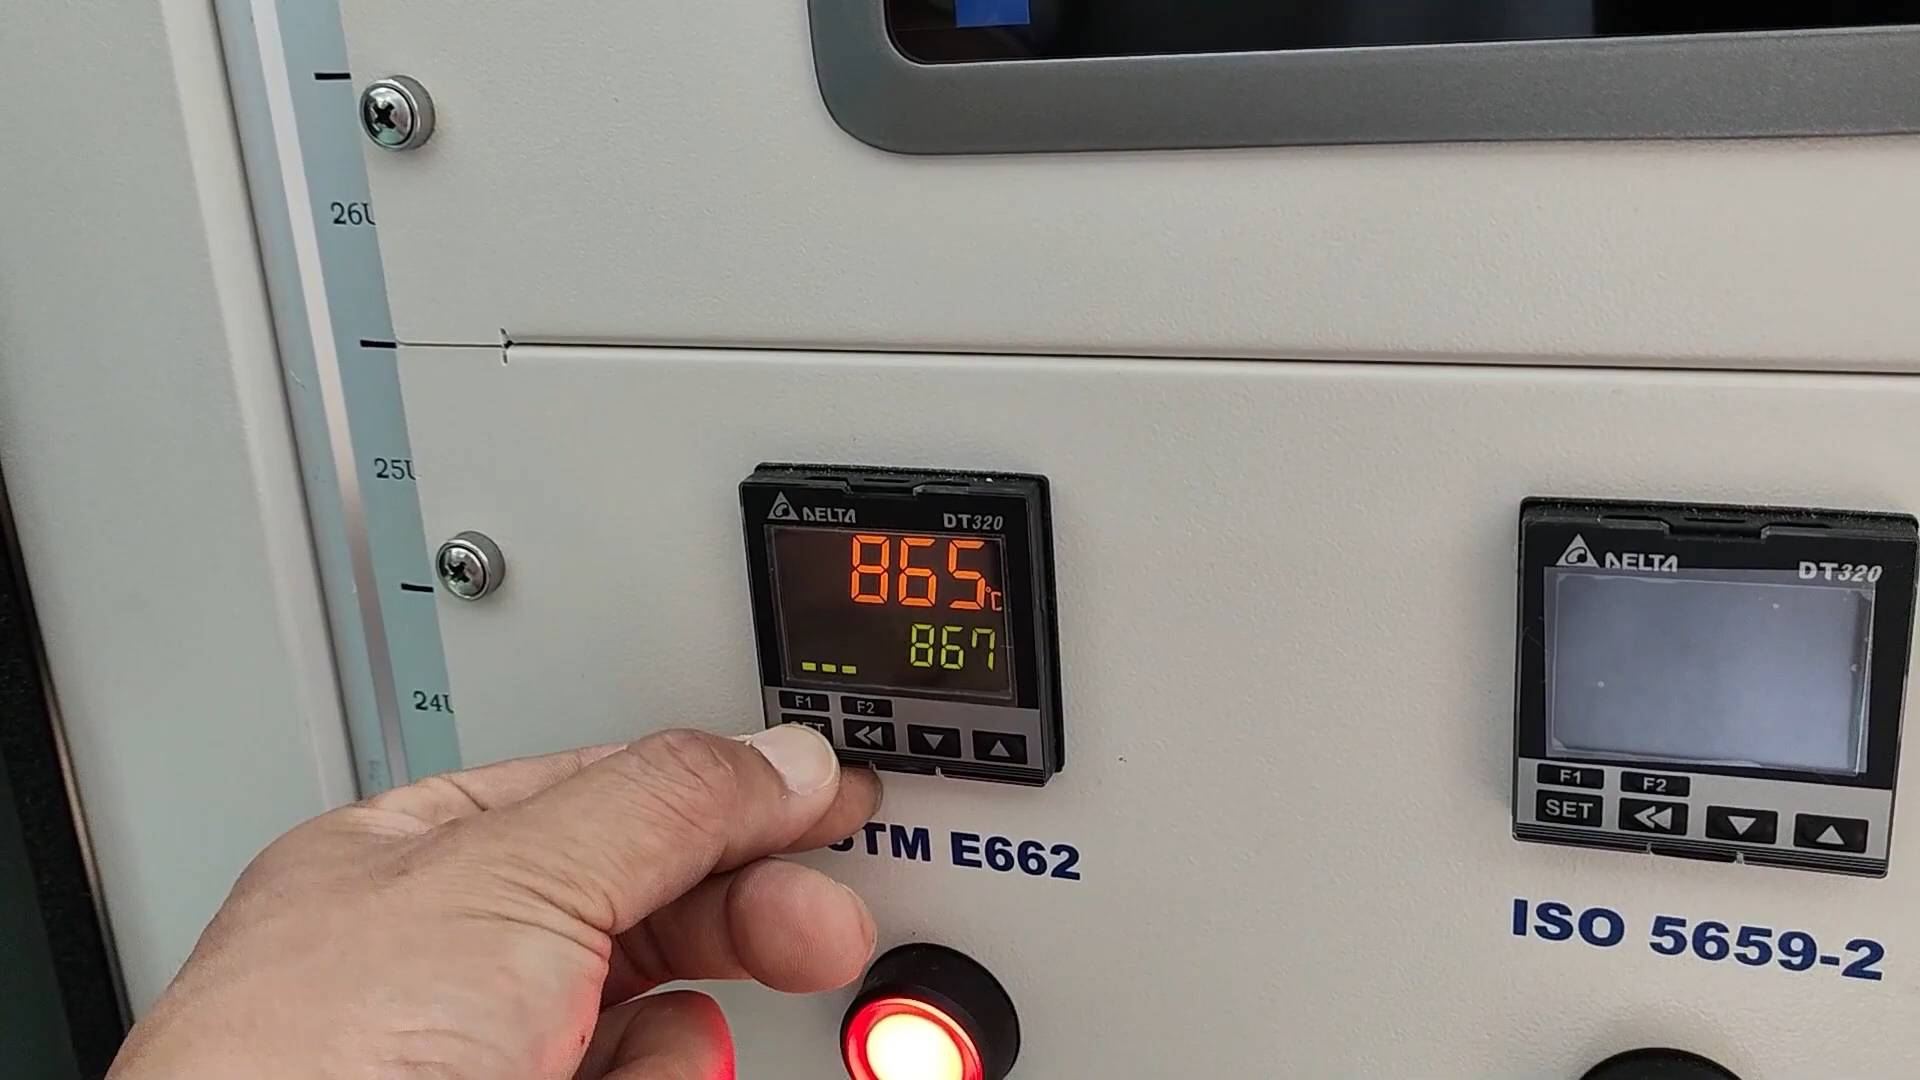 26U
25U
24U
DELTA
DT320
865°C
867
F1 F2
SET
STM E662
DELTA
DT320
F1 F2
SET
ISO 5659-2